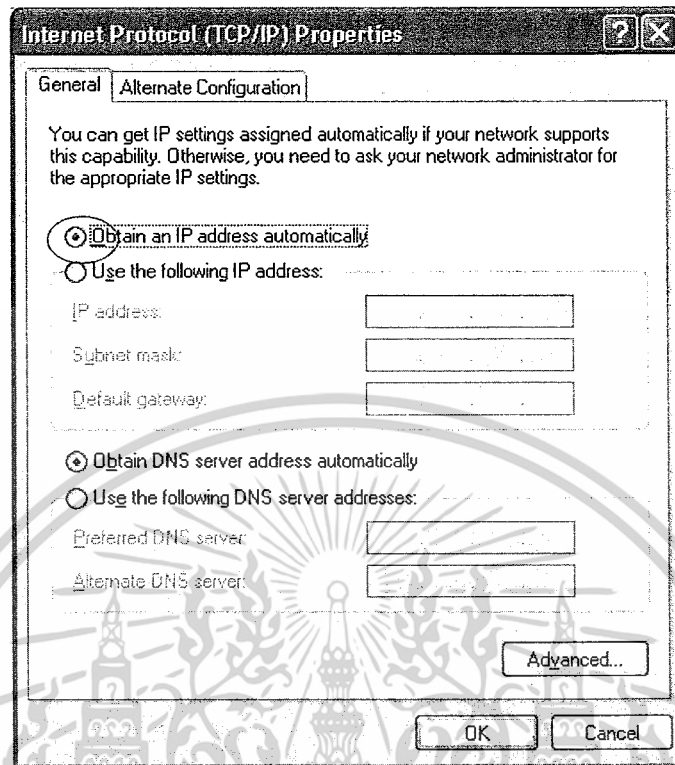 Internet Protocol (TCP/IP) Properties
General
Alternate Configuration
You can get IP settings assigned automatically if your network supports
this capability. Otherwise, you need to ask your network administrator for
the appropriate IP settings.
Obtain an IP address automatically
Use the following IP address:
IP address:
Subnet mask:
Default gateway:
Obtain DNS server address automatically
Use the following DNS server addresses:
Preferred DNS server:
Alternate DNS server:
Advanced...
OK
Cancel